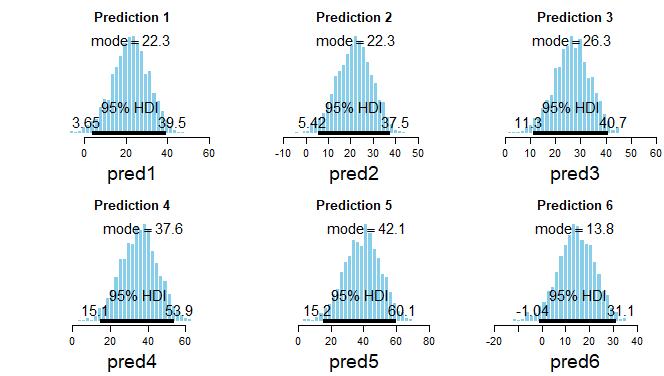 Prediction 1
mode = 22.3
95% HDI
3.65 39.5
0 20 40 60
pred1
Prediction 2
mode = 22.3
95% HDI
5.42 37.5
-10 0 10 20 30 40 50
pred2
Prediction 3
mode = 26.3
95% HDI
11.3 40.7
0 10 20 30 40 50 60
pred3
Prediction 4
mode = 37.6
95% HDI
15.1 53.9
0 20 40 60
pred4
Prediction 5
mode = 42.1
95% HDI
15.2 60.1
0 20 40 60 80
pred5
Prediction 6
mode = 13.8
95% HDI
-1.04 31.1
-20 0 10 20 30 40
pred6